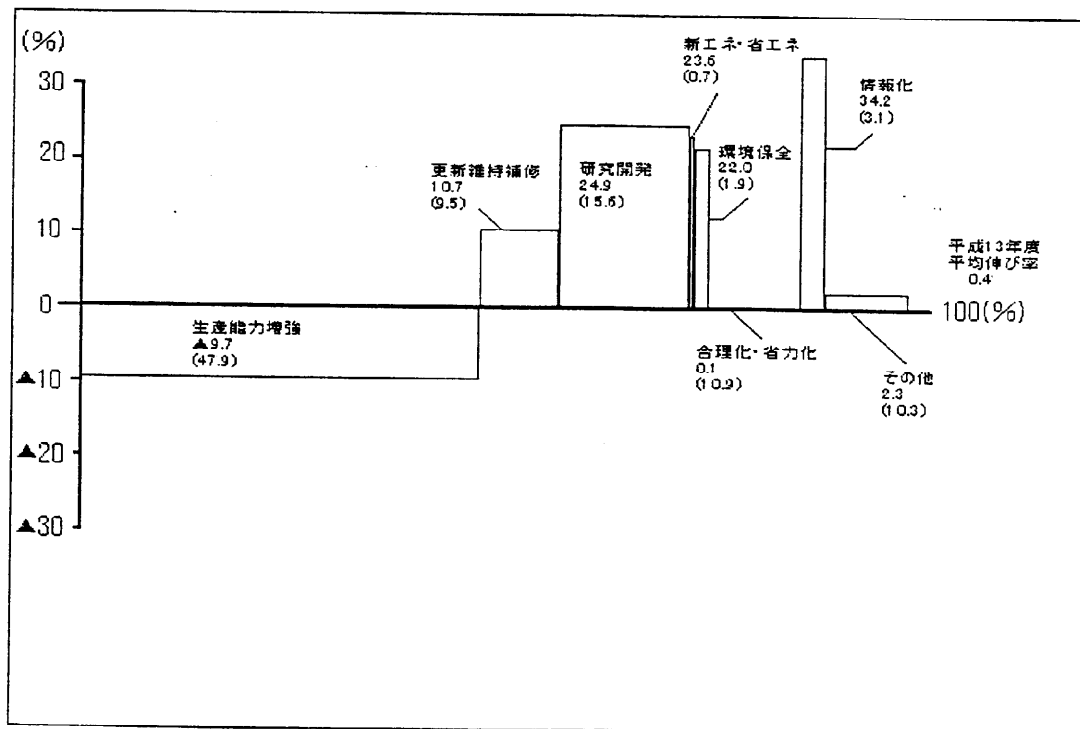 (%)
30
20
10
0
▲10
▲20
▲30
生産能力増強
▲9.7
(47.9)
更新維持補修
10.7
(9.5)
研究開発
24.9
(15.6)
新エネ・省エネ
23.6
(0.7)
環境保全
22.0
(1.9)
合理化・省力化
0.1
(10.9)
情報化
34.2
(3.1)
その他
2.3
(10.3)
平成13年度
平均伸び率
0.4
100(%)